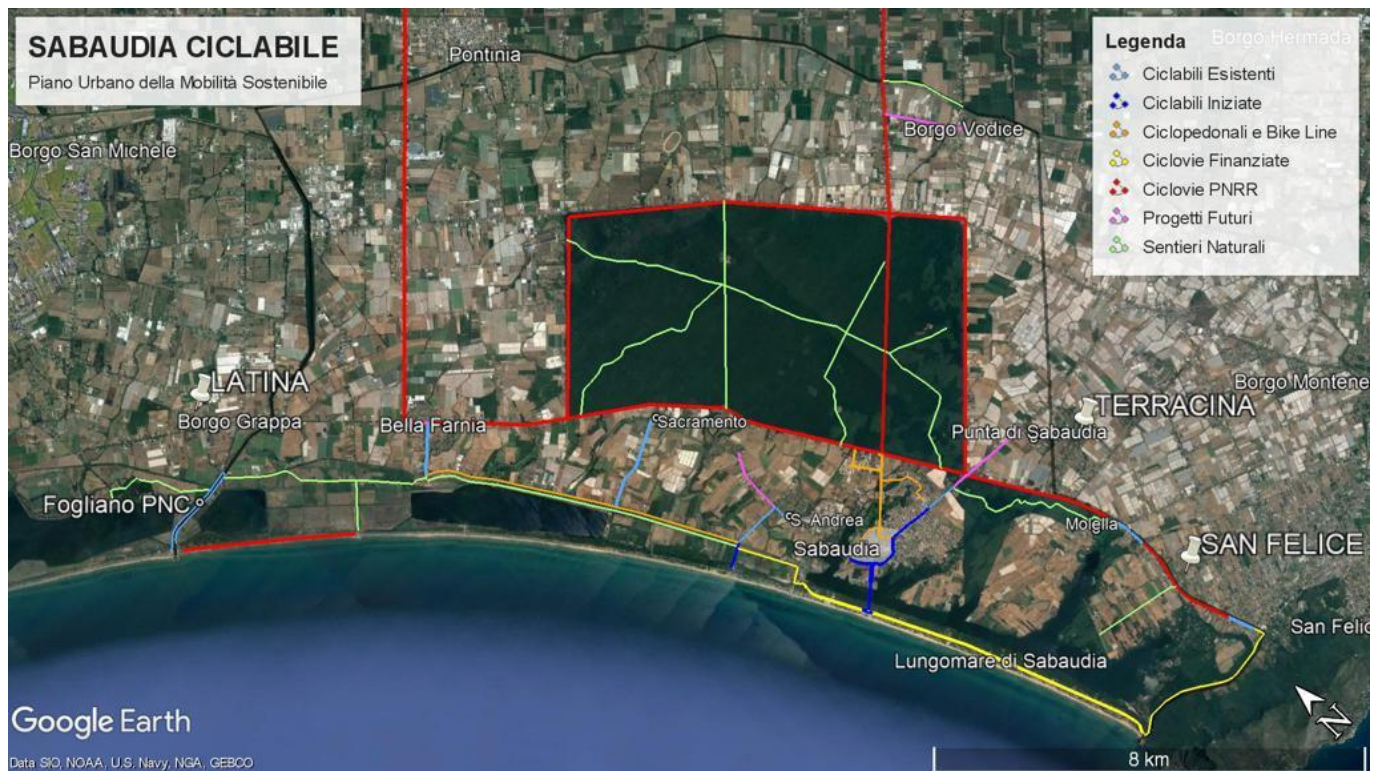 SABAUDIA CICLABILE
Piano Urbano della Mobilità Sostenibile
Pontinia
Legenda
Borgo Hermada
Ciclabili Esistenti
Ciclabili Iniziate
Ciclopedonali e Bike Line
Ciclovie Finanziate
Ciclovie PNRR
Progetti Futuri
Sentieri Naturali
Borgo San Michele
Borgo Vodice
LATINA
Borgo Montene
TERRACINA
Borgo Grappa
Bella Farnia
Sacramento
Punta di Sabaudia
Fogliano PNC
S. Andrea
Molella
Sabaudia
SAN FELICE
San Felic
Lungomare di Sabaudia
N
Google Earth
Data SIO, NOAA, U.S. Navy, NGA, GEBCO
8 km